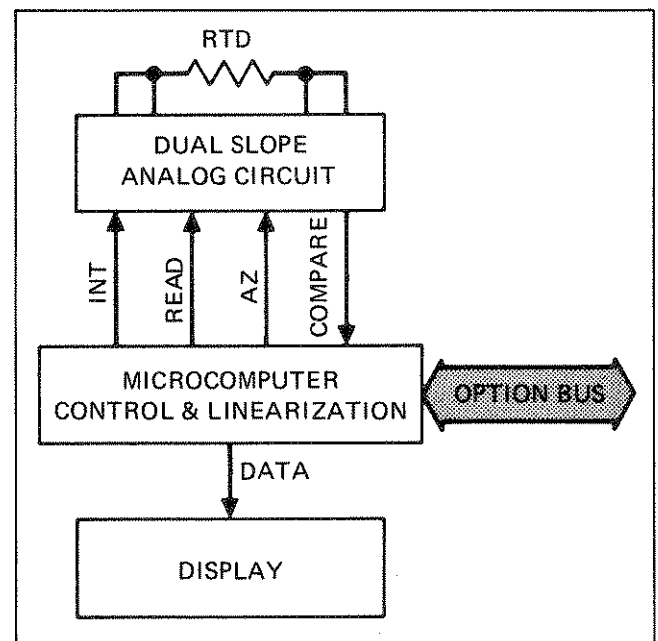 RTD
DUAL SLOPE
ANALOG CIRCUIT
INT
READ
AZ
COMPARE
MICROCOMPUTER
CONTROL & LINEARIZATION
OPTION BUS
DATA
DISPLAY